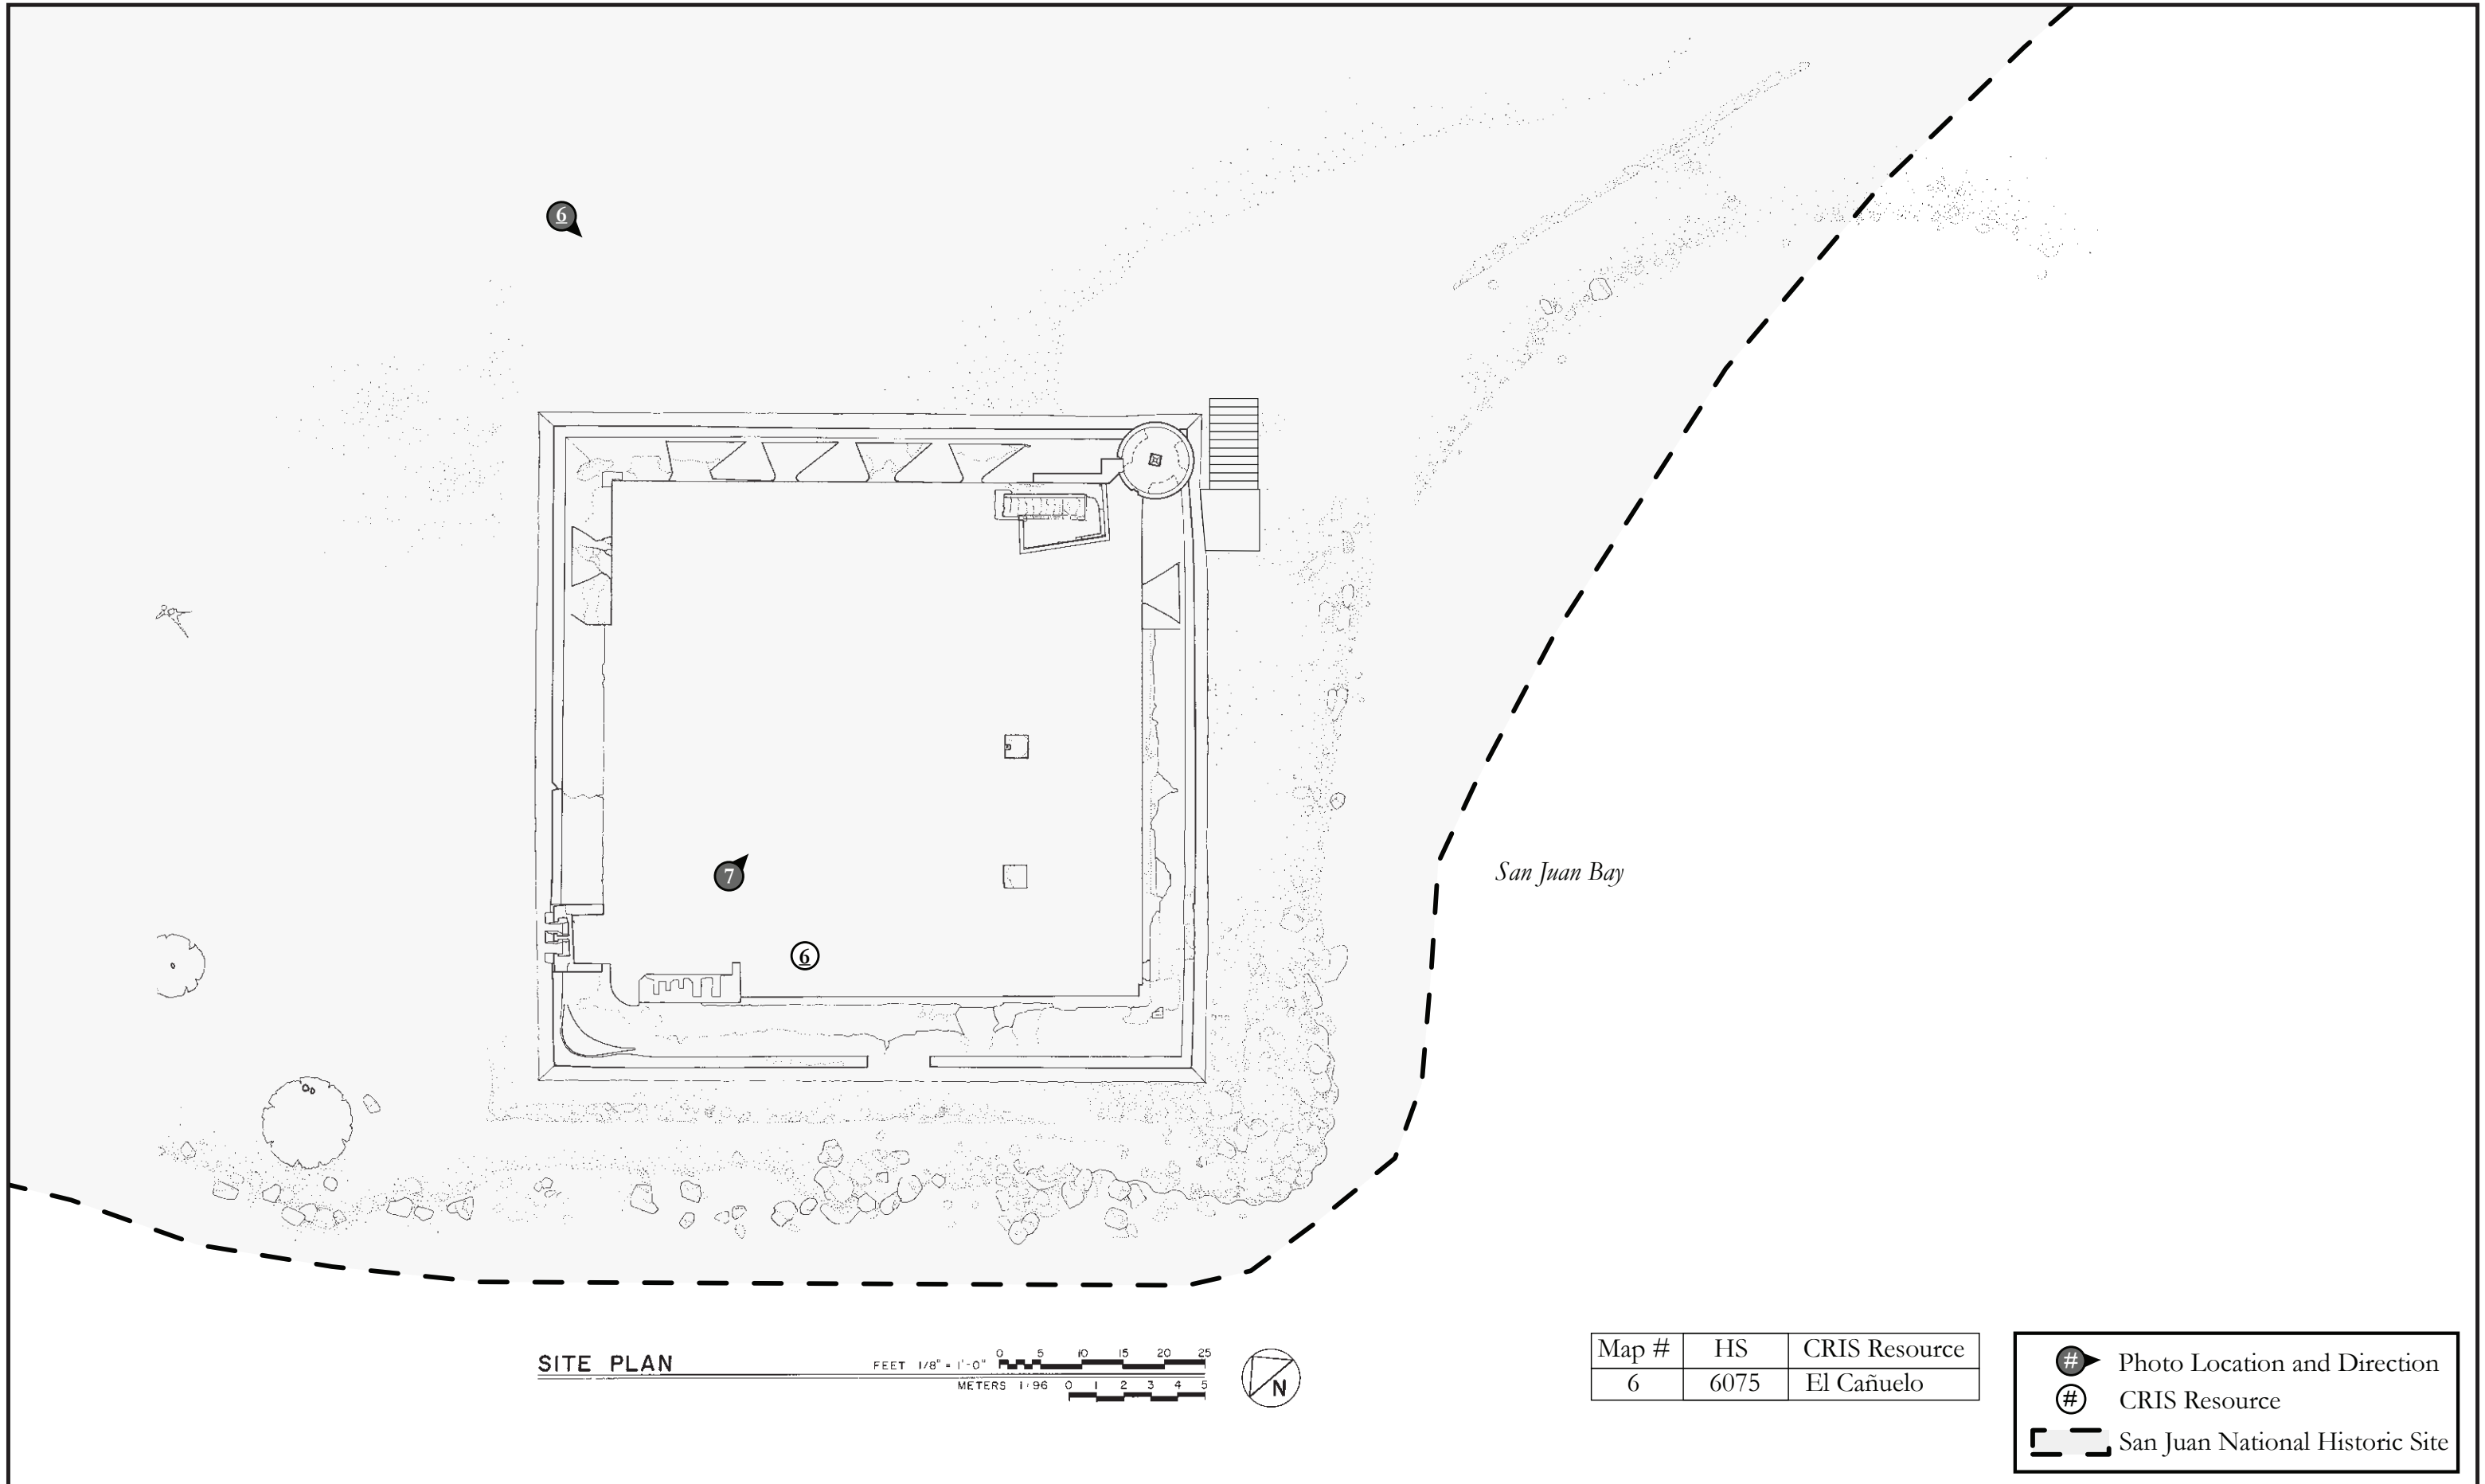 6
7
6
San Juan Bay
SITE PLAN
FEET 1/8" = 1'-0" 0 5 10 15 20 25
METERS 1/96 0 1 2 3 4 5
N
Map # HS CRIS Resource
6 6075 El Cañuelo
# Photo Location and Direction
# CRIS Resource
San Juan National Historic Site